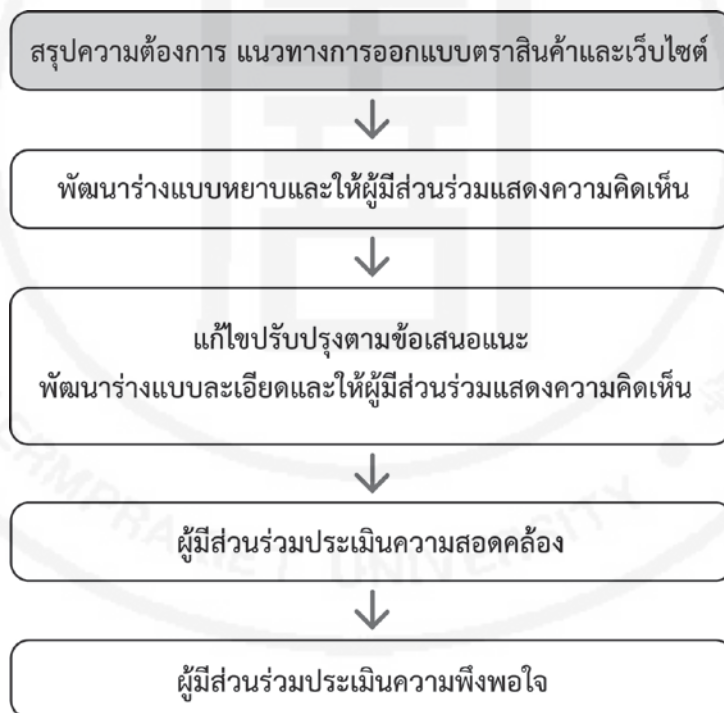 สรุปความต้องการ แนวทางการออกแบบตราสินค้าและเว็บไซต์
พัฒนาร่างแบบหยาบและให้ผู้มีส่วนร่วมแสดงความคิดเห็น
แก้ไขปรับปรุงตามข้อเสนอแนะ
พัฒนาร่างแบบละเอียดและให้ผู้มีส่วนร่วมแสดงความคิดเห็น
ผู้มีส่วนร่วมประเมินความสอดคล้อง
UNIVERSITY
ผู้มีส่วนร่วมประเมินความพึงพอใจ